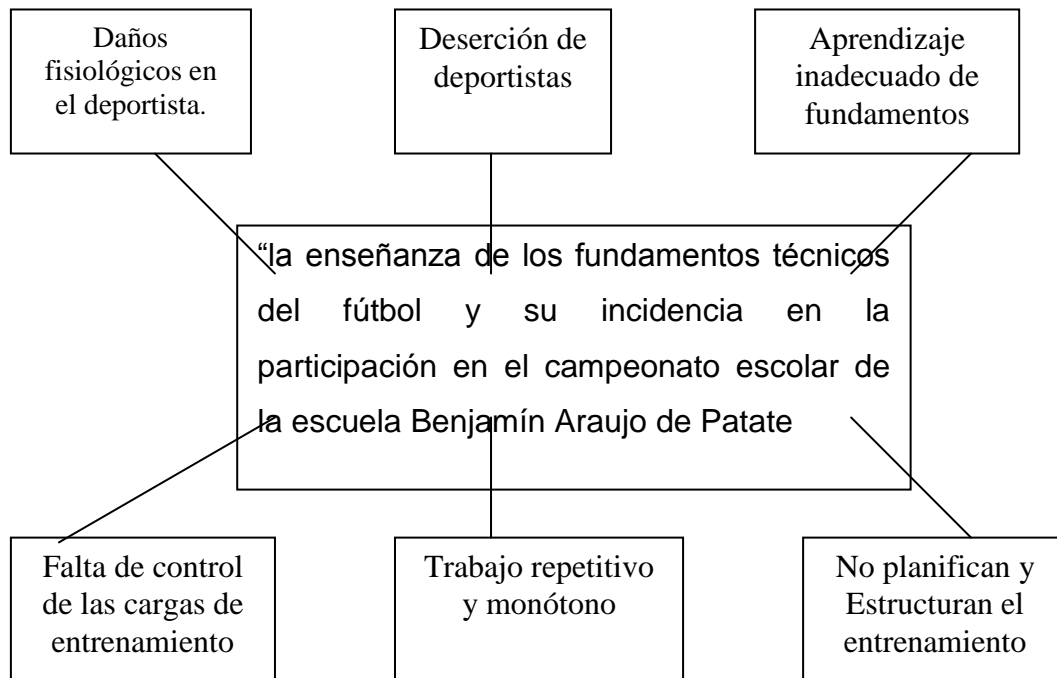 Daños
fisiológicos en
el deportista.
Deserción de
deportistas
Aprendizaje
inadecuado de
fundamentos
“la enseñanza de los fundamentos técnicos
del fútbol y su incidencia en la
participación en el campeonato escolar de
la escuela Benjamín Araujo de Patate
Falta de control
de las cargas de
entrenamiento
Trabajo repetitivo
y monótono
No planifican y
Estructuran el
entrenamiento